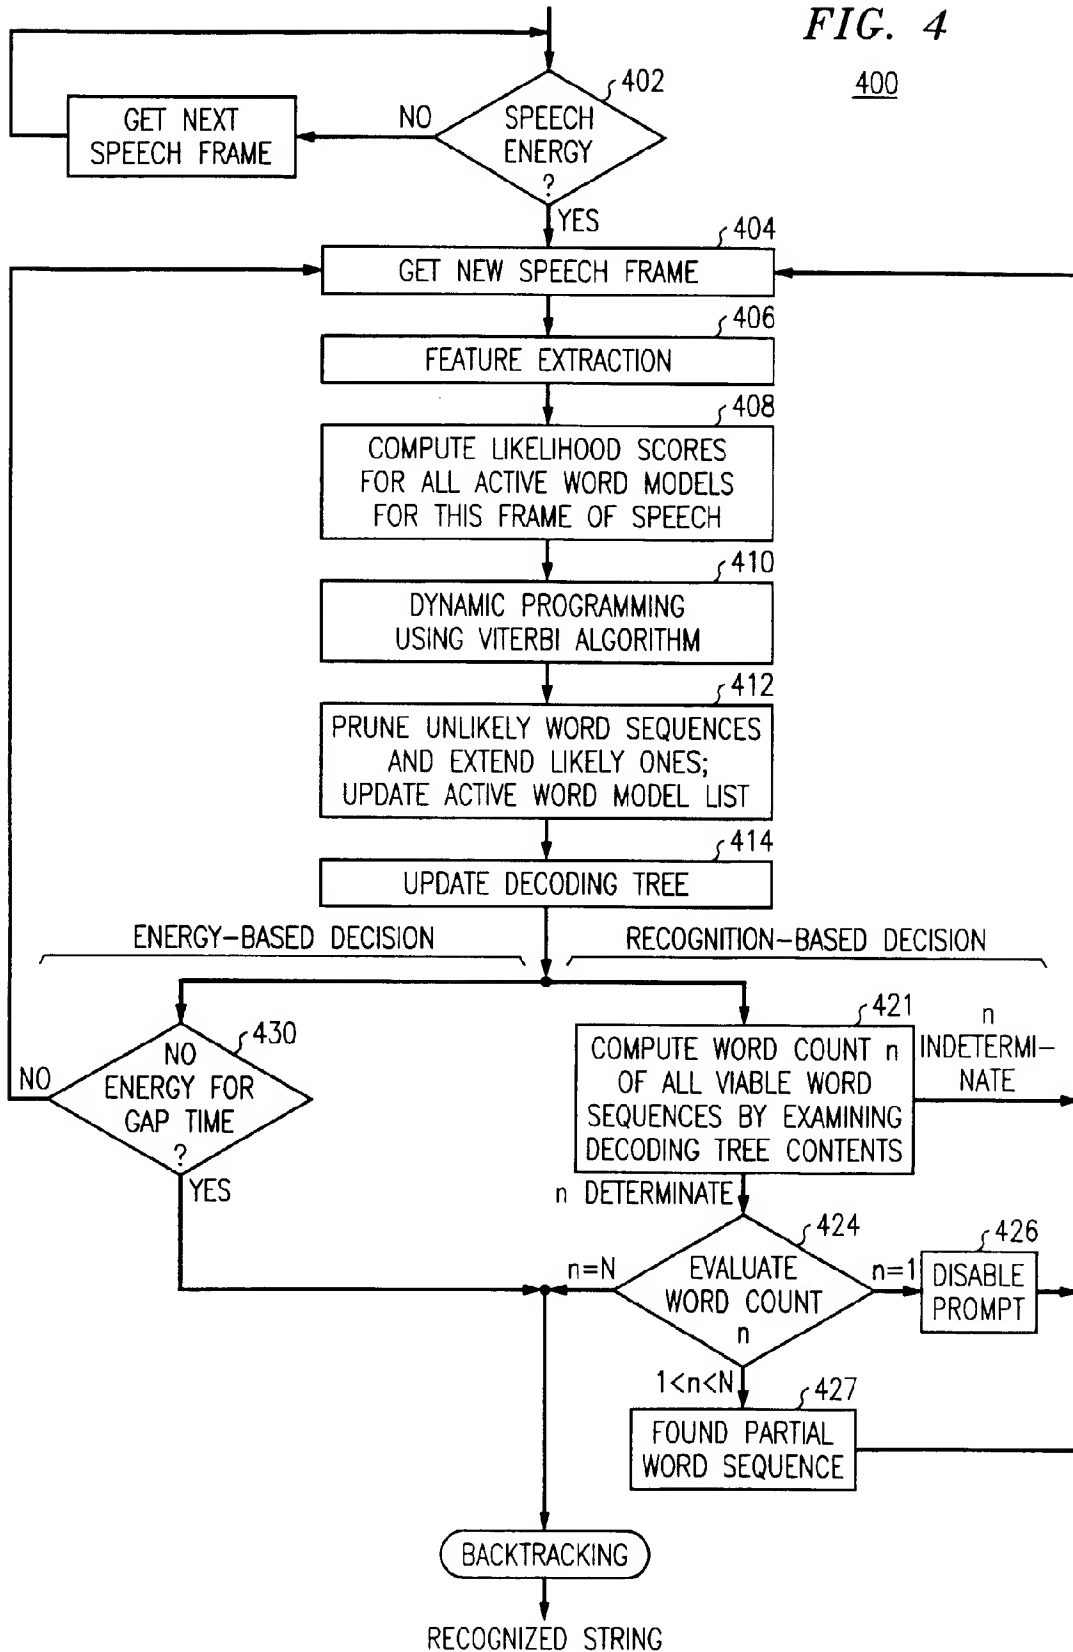 FIG. 4
400
402
SPEECH
ENERGY
?
NO
GET NEXT
SPEECH FRAME
YES
404
GET NEW SPEECH FRAME
406
FEATURE EXTRACTION
408
COMPUTE LIKELIHOOD SCORES
FOR ALL ACTIVE WORD MODELS
FOR THIS FRAME OF SPEECH
410
DYNAMIC PROGRAMMING
USING VITERBI ALGORITHM
412
PRUNE UNLIKELY WORD SEQUENCES
AND EXTEND LIKELY ONES;
UPDATE ACTIVE WORD MODEL LIST
414
UPDATE DECODING TREE
ENERGY-BASED DECISION
RECOGNITION-BASED DECISION
430
NO
ENERGY FOR
GAP TIME
?
NO
YES
421
COMPUTE WORD COUNT n
OF ALL VIABLE WORD
SEQUENCES BY EXAMINING
DECODING TREE CONTENTS
n
INDETERMI-
NATE
n DETERMINATE
424
EVALUATE
WORD COUNT
n
n=N
n=1
426
DISABLE
PROMPT
1<n<N
427
FOUND PARTIAL
WORD SEQUENCE
BACKTRACKING
RECOGNIZED STRING